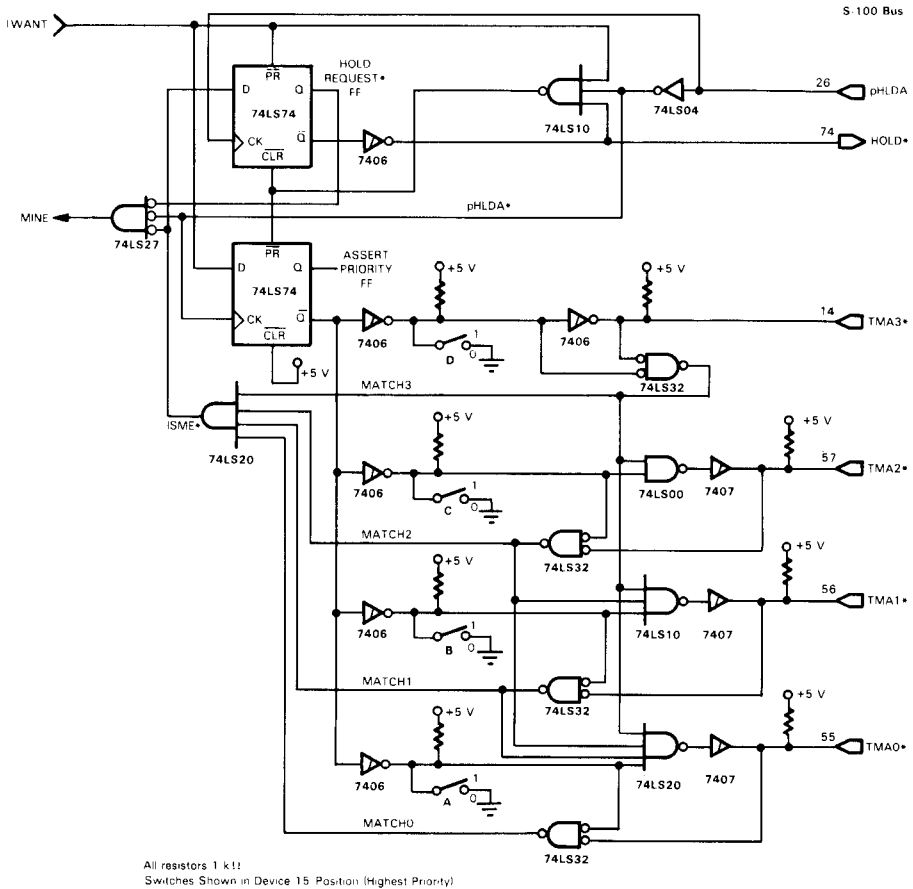 S-100 Bus
IWANT
HOLD
REQUEST*
FF
PR
D
Q
74LS74
CK
Q
CLR
7406
74LS10
74LS04
26
pHLDA
74
HOLD*
pHLDA*
MINE
74LS27
PR
D
Q
74LS74
CK
Q
CLR
ASSERT
PRIORITY
FF
+5 V
7406
+5 V
1
0
D
7406
+5 V
14
TMA3*
74LS32
MATCH3
ISME*
74LS20
+5 V
7406
1
0
C
74LS00
7407
+5 V
57
TMA2*
MATCH2
74LS32
+5 V
7406
1
0
B
74LS10
7407
+5 V
56
TMA1*
MATCH1
74LS32
+5 V
7406
1
0
A
74LS20
7407
+5 V
55
TMA0*
MATCH0
74LS32
All resistors 1 kΩ
Switches Shown in Device 15 Position (Highest Priority)